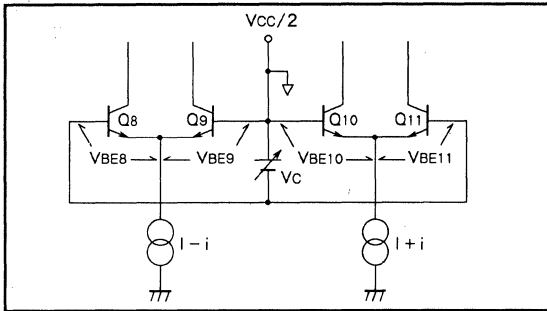 VCC/2
Q8 Q9 Q10 Q11
VBE8 VBE9 VBE10 VBE11
VC
I-i I+i